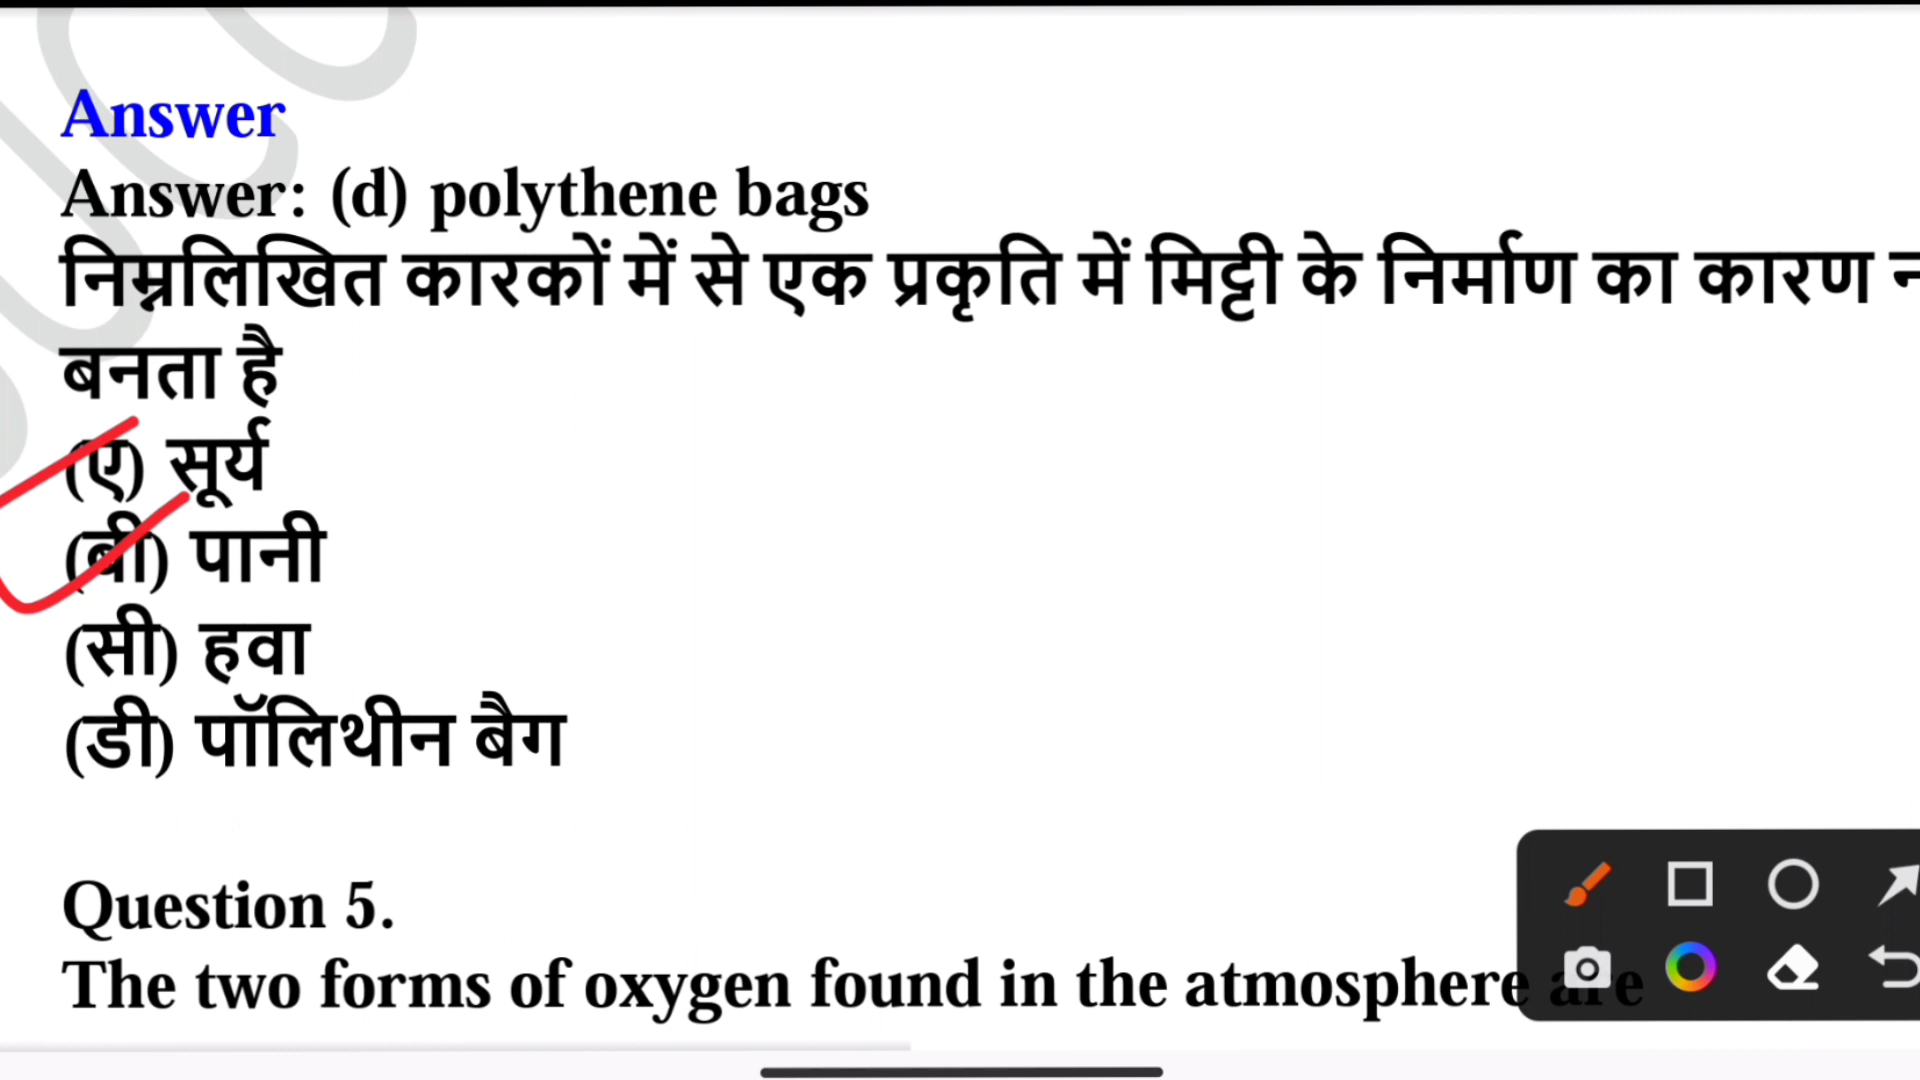 Answer
Answer: (d) polythene bags
निम्नलिखित कारकों में से एक प्रकृति में मिट्टी के निर्माण का कारण
बनता है
(ए) सूर्य
(बी) पानी
(सी) हवा
(डी) पॉलिथीन बैग
Question 5.
The two forms of oxygen found in the atmosphere are